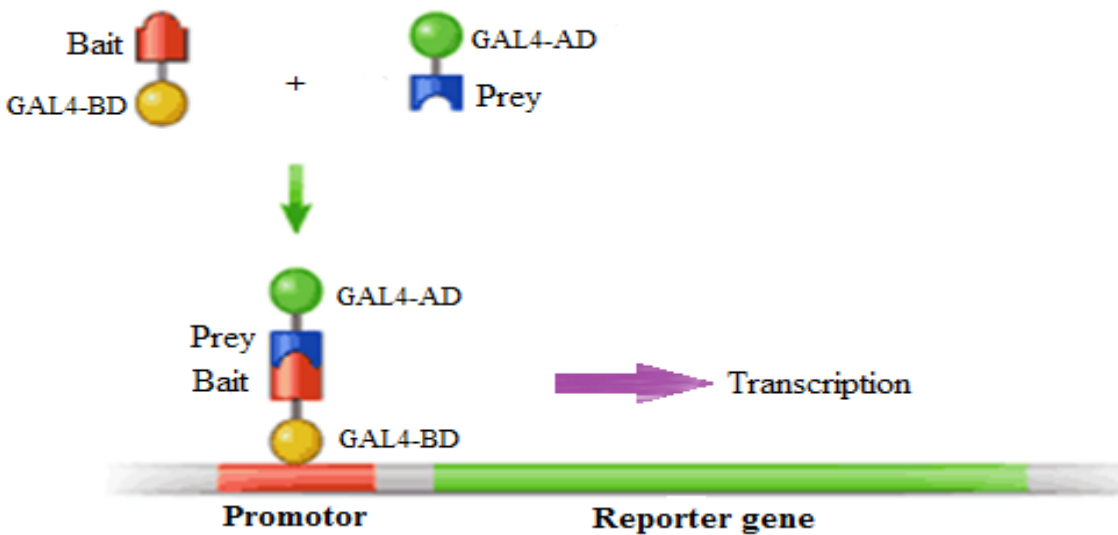 Bait
GAL4-BD
+
GAL4-AD
Prey
GAL4-AD
Prey
Bait
Transcription
GAL4-BD
Promotor
Reporter gene